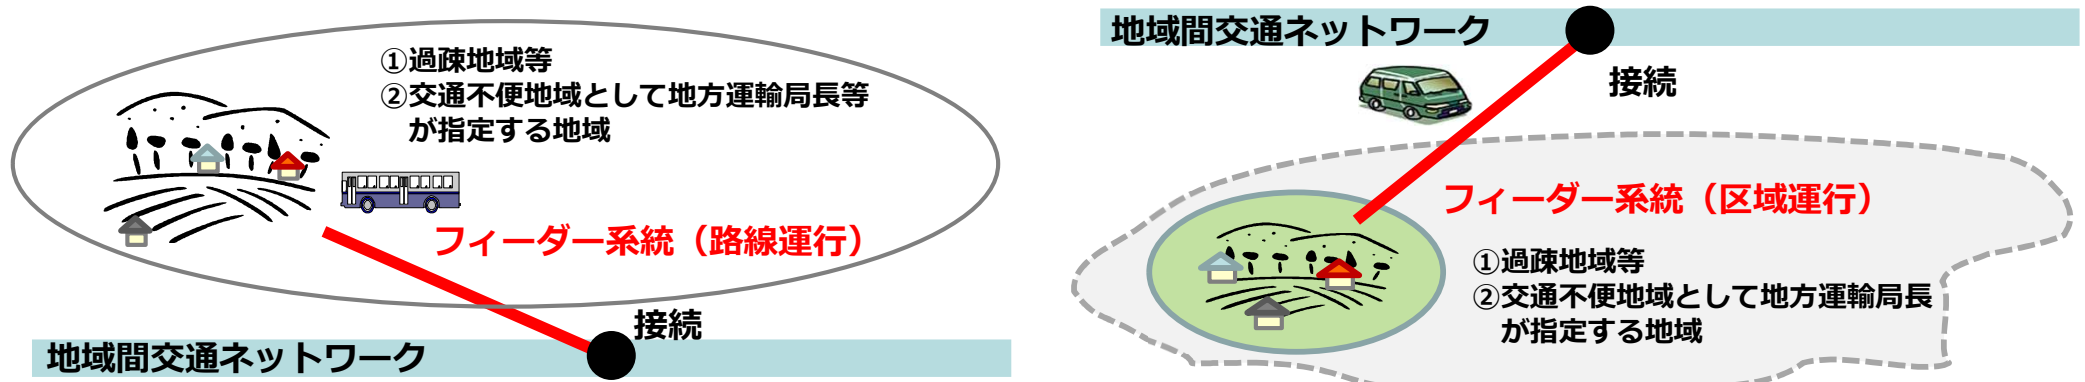 ①過疎地域等
②交通不便地域として地方運輸局長等
が指定する地域
フィーダー系統（路線運行）
接続
地域間交通ネットワーク
地域間交通ネットワーク
接続
フィーダー系統（区域運行）
①過疎地域等
②交通不便地域として地方運輸局長
が指定する地域